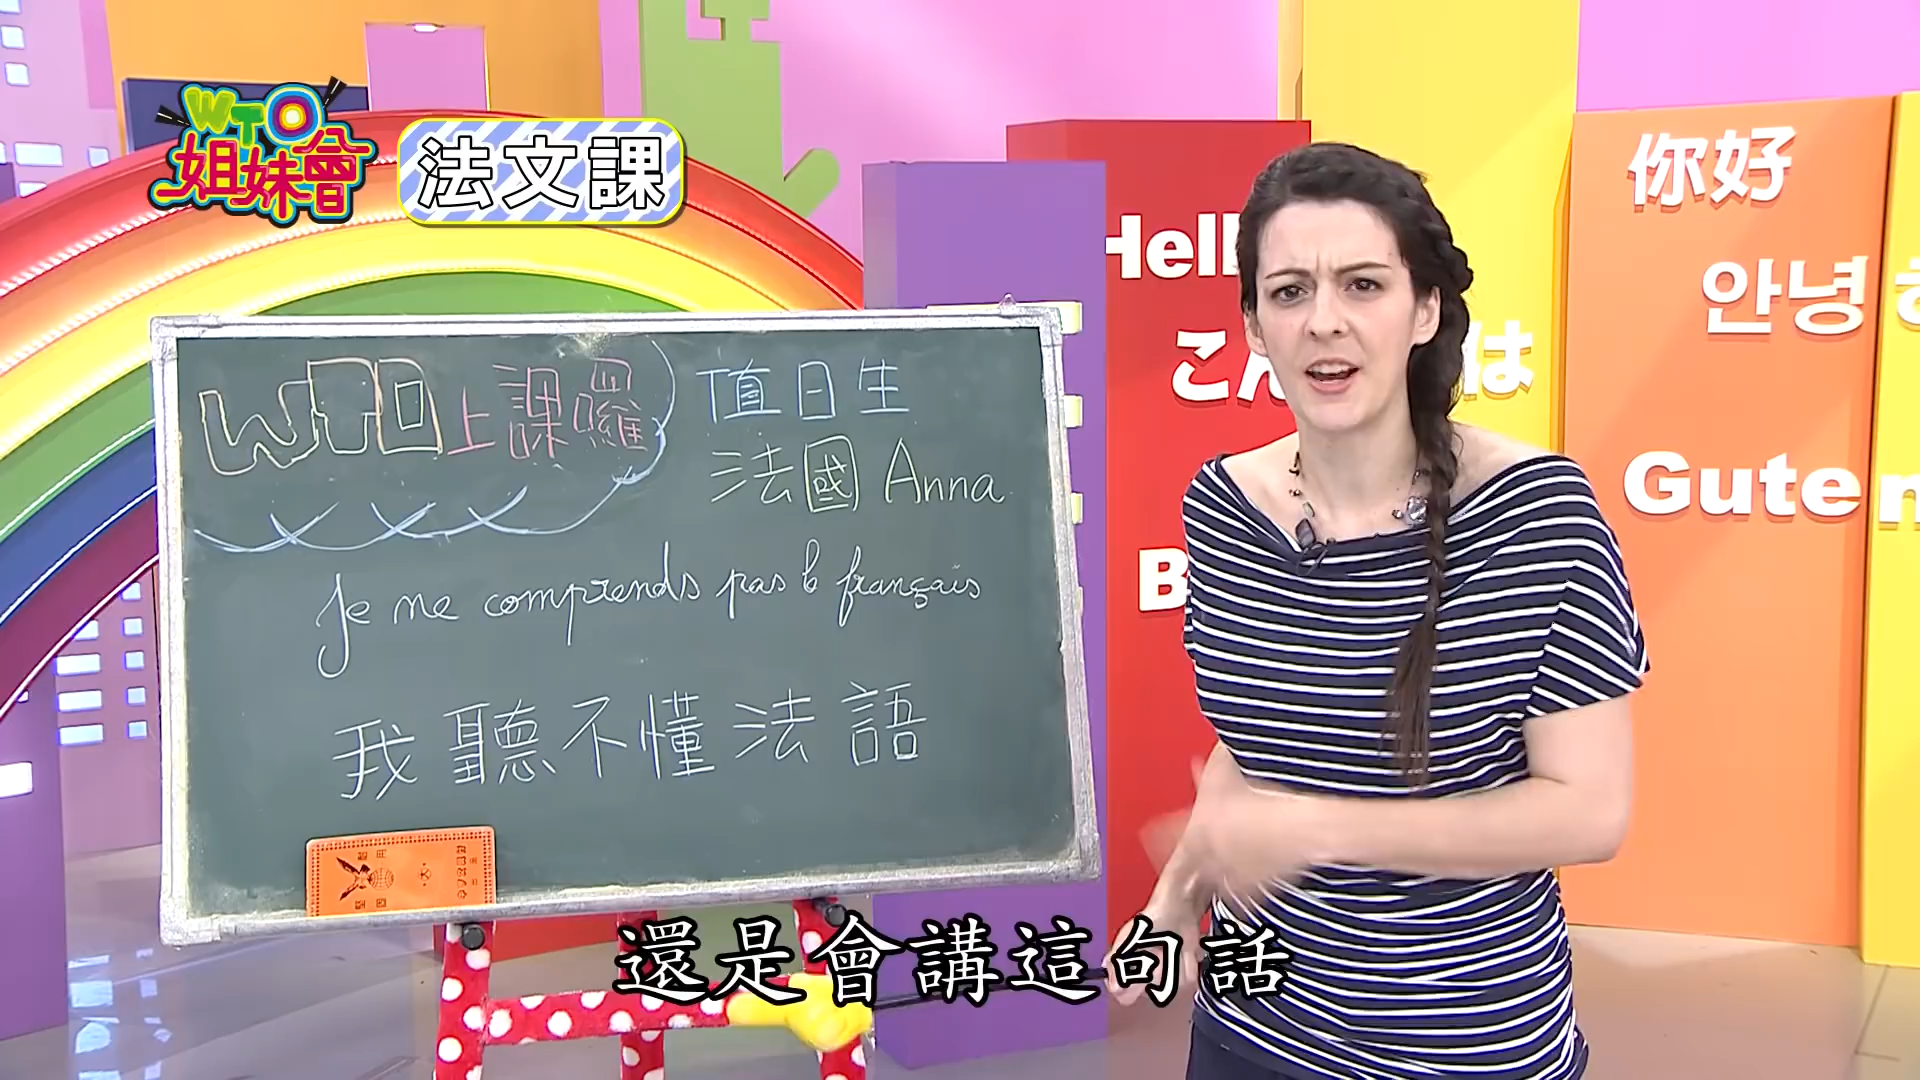 WTO
姐妹會
法文課
WTO上課囉
值日生
法國 Anna
Je ne comprends pas le français
我聽不懂法語
你好
Hell
안녕
こん
は
Gute
B
還是會講這句話